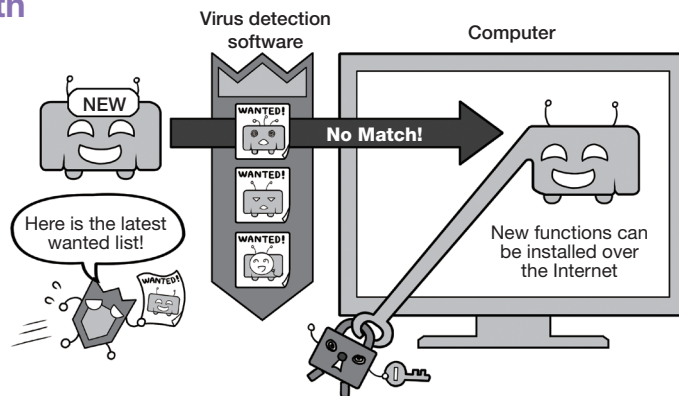 th
Virus detection
software
Computer
NEW
WANTED!
No Match!
WANTED!
Here is the latest
wanted list!
WANTED!
WANTED!
New functions can
be installed over
the Internet